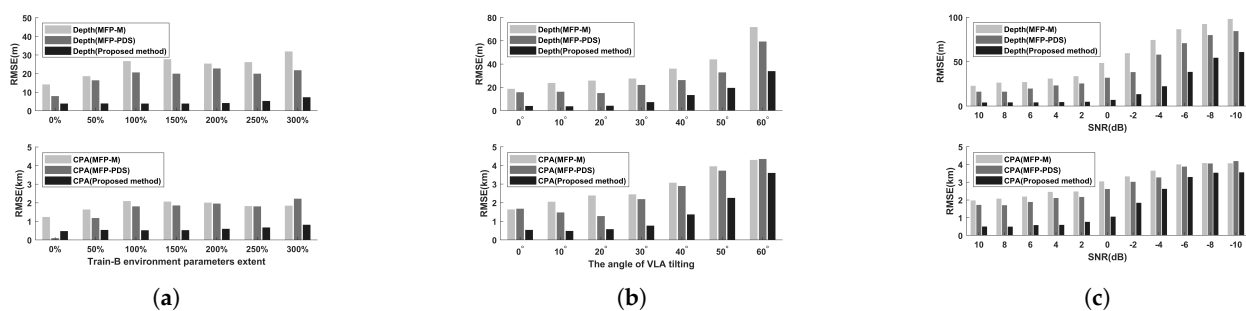 50
40
30
20
10
0
RMSE(m)
Depth(MFP-M)
Depth(MFP-PDS)
Depth(Proposed method)
0% 50% 100% 150% 200% 250% 300%
5
4
3
2
1
0
RMSE(km)
CPA(MFP-M)
CPA(MFP-PDS)
CPA(Proposed method)
0% 50% 100% 150% 200% 250% 300%
Train-B environment parameters extent
(a)
80
60
40
20
0
RMSE(m)
Depth(MFP-M)
Depth(MFP-PDS)
Depth(Proposed method)
0° 10° 20° 30° 40° 50° 60°
5
4
3
2
1
0
RMSE(km)
CPA(MFP-M)
CPA(MFP-PDS)
CPA(Proposed method)
0° 10° 20° 30° 40° 50° 60°
The angle of VLA tilting
(b)
100
50
0
RMSE(m)
Depth(MFP-M)
Depth(MFP-PDS)
Depth(Proposed method)
10 8 6 4 2 0 -2 -4 -6 -8 -10
SNR(dB)
5
4
3
2
1
0
RMSE(km)
CPA(MFP-M)
CPA(MFP-PDS)
CPA(Proposed method)
10 8 6 4 2 0 -2 -4 -6 -8 -10
SNR(dB)
(c)